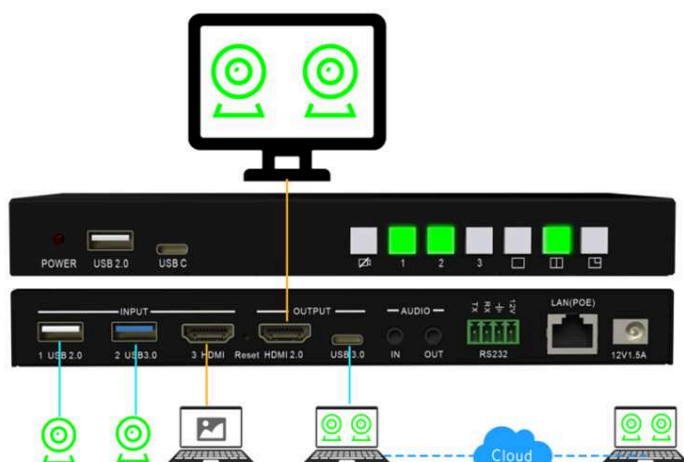 POWER USB 2.0 USB C 1 2 3
INPUT OUTPUT AUDIO TX RX 12V LAN(POE)
1 USB 2.0 2 USB3.0 3 HDMI Reset HDMI 2.0 USB 3.0 IN OUT RS232 12V1.5A
Cloud